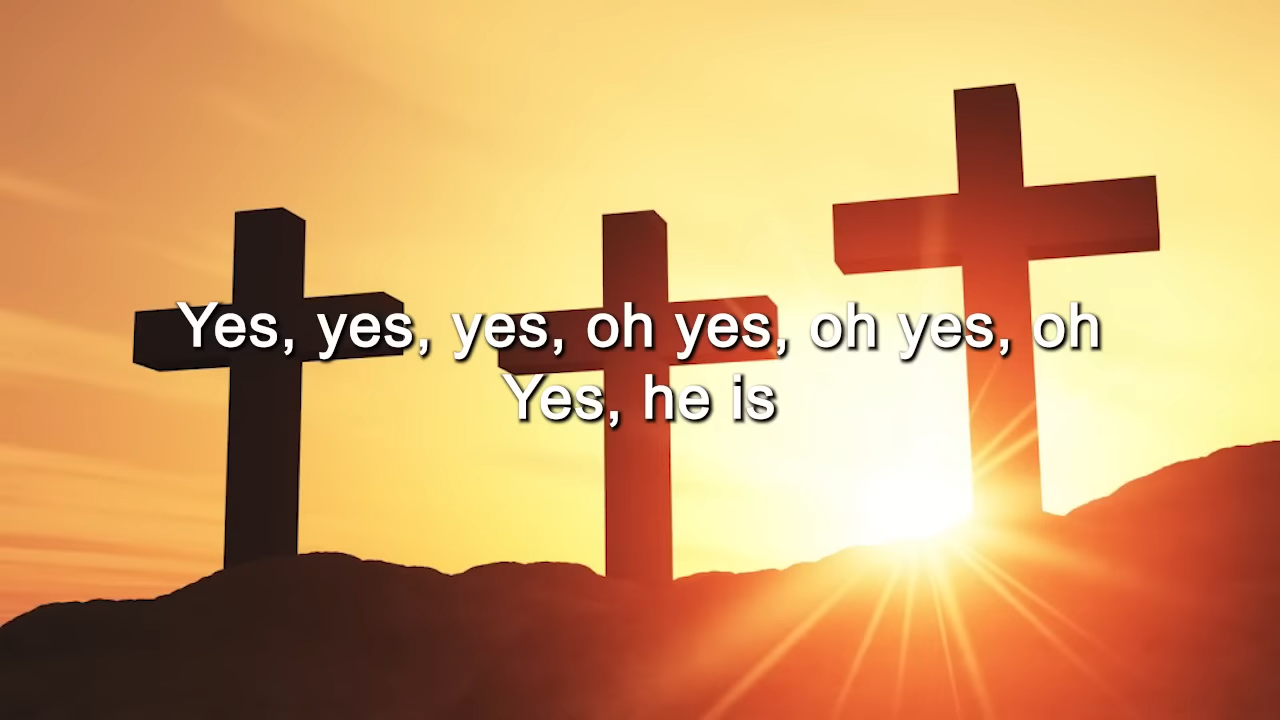 Yes, yes, yes, oh yes, oh yes, oh
Yes, he is